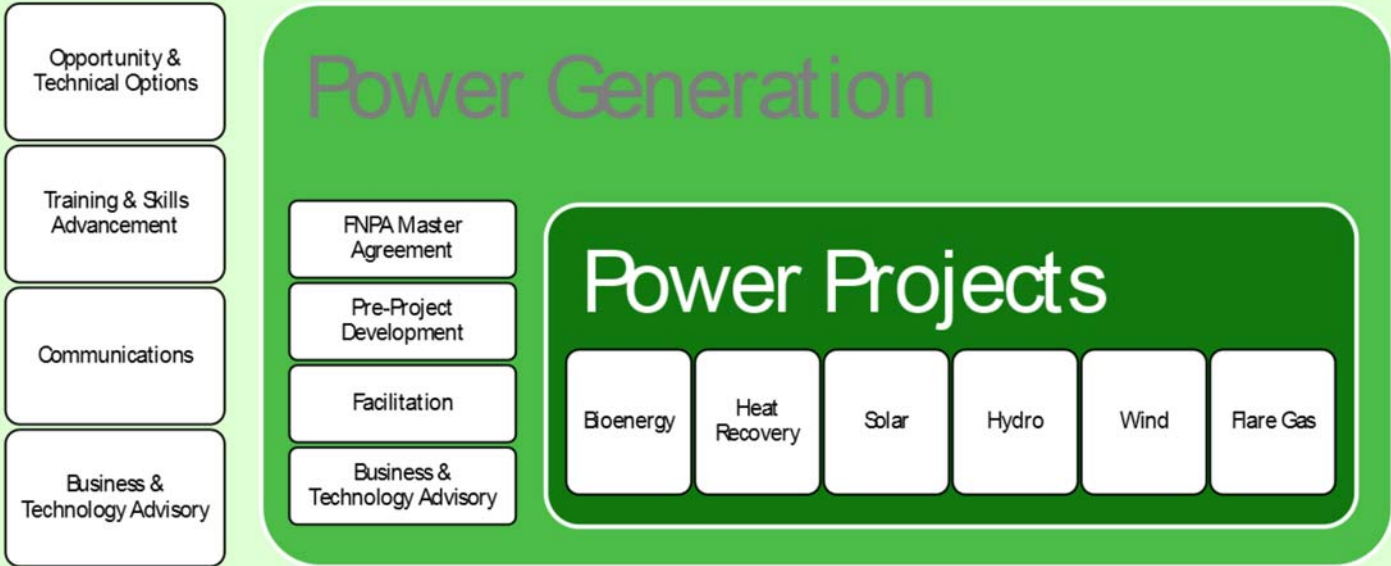 Opportunity &
Technical Options
Training & Skills
Advancement
Communications
Business &
Technology Advisory
Power Generation
FNPA Master
Agreement
Pre-Project
Development
Facilitation
Business &
Technology Advisory
Power Projects
Bioenergy
Heat
Recovery
Solar
Hydro
Wind
Flare Gas